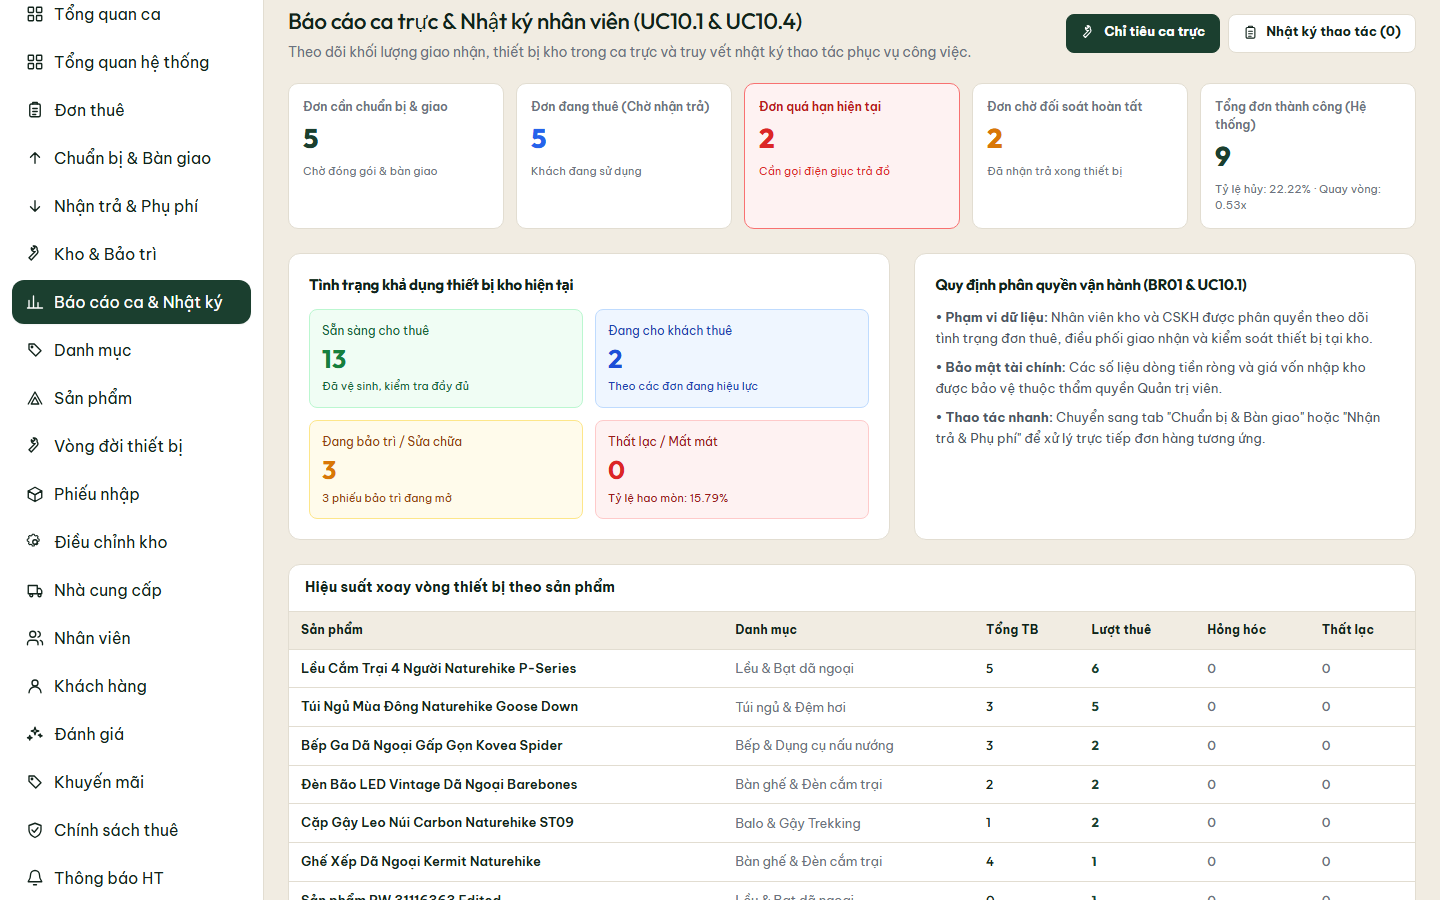 Tổng quan ca
Tổng quan hệ thống
Đơn thuê
Chuẩn bị & Bàn giao
Nhận trả & Phụ phí
Kho & Bảo trì
Báo cáo ca & Nhật ký
Danh mục
Sản phẩm
Vòng đời thiết bị
Phiếu nhập
Điều chỉnh kho
Nhà cung cấp
Nhân viên
Khách hàng
Đánh giá
Khuyến mãi
Chính sách thuê
Thông báo HT
Báo cáo ca trực & Nhật ký nhân viên (UC10.1 & UC10.4)
Theo dõi khối lượng giao nhận, thiết bị kho trong ca trực và truy vết nhật ký thao tác phục vụ công việc.
Chỉ tiêu ca trực
Nhật ký thao tác (0)
Đơn cần chuẩn bị & giao
5
Chờ đóng gói & bàn giao
Đơn đang thuê (Chờ nhận trả)
5
Khách đang sử dụng
Đơn quá hạn hiện tại
2
Cần gọi điện giục trả đồ
Đơn chờ đối soát hoàn tất
2
Đã nhận trả xong thiết bị
Tổng đơn thành công (Hệ
thống)
9
Tỷ lệ hủy: 22.22% · Quay vòng:
0.53x
Tình trạng khả dụng thiết bị kho hiện tại
Sẵn sàng cho thuê
13
Đã vệ sinh, kiểm tra đầy đủ
Đang cho khách thuê
2
Theo các đơn đang hiệu lực
Đang bảo trì / Sửa chữa
3
3 phiếu bảo trì đang mở
Thất lạc / Mất mát
0
Tỷ lệ hao mòn: 15.79%
Quy định phân quyền vận hành (BR01 & UC10.1)
• Phạm vi dữ liệu: Nhân viên kho và CSKH được phân quyền theo dõi
tình trạng đơn thuê, điều phối giao nhận và kiểm soát thiết bị tại kho.
• Bảo mật tài chính: Các số liệu dòng tiền ròng và giá vốn nhập kho
được bảo vệ thuộc thẩm quyền Quản trị viên.
• Thao tác nhanh: Chuyển sang tab "Chuẩn bị & Bàn giao" hoặc "Nhận
trả & Phụ phí" để xử lý trực tiếp đơn hàng tương ứng.
Hiệu suất xoay vòng thiết bị theo sản phẩm
Sản phẩm Danh mục Tổng TB Lượt thuê Hỏng hóc Thất lạc
Lều Cắm Trại 4 Người Naturehike P-Series Lều & Bạt dã ngoại 5 6 0 0
Túi Ngủ Mùa Đông Naturehike Goose Down Túi ngủ & Đệm hơi 3 5 0 0
Bếp Ga Dã Ngoại Gấp Gọn Kovea Spider Bếp & Dụng cụ nấu nướng 3 2 0 0
Đèn Bão LED Vintage Dã Ngoại Barebones Bàn ghế & Đèn cắm trại 2 2 0 0
Cặp Gậy Leo Núi Carbon Naturehike ST09 Balo & Gậy Trekking 1 2 0 0
Ghế Xếp Dã Ngoại Kermit Naturehike Bàn ghế & Đèn cắm trại 4 1 0 0
Sản phẩm PW 31116363 Edited Lều & Bạt dã ngoại 0 1 0 0